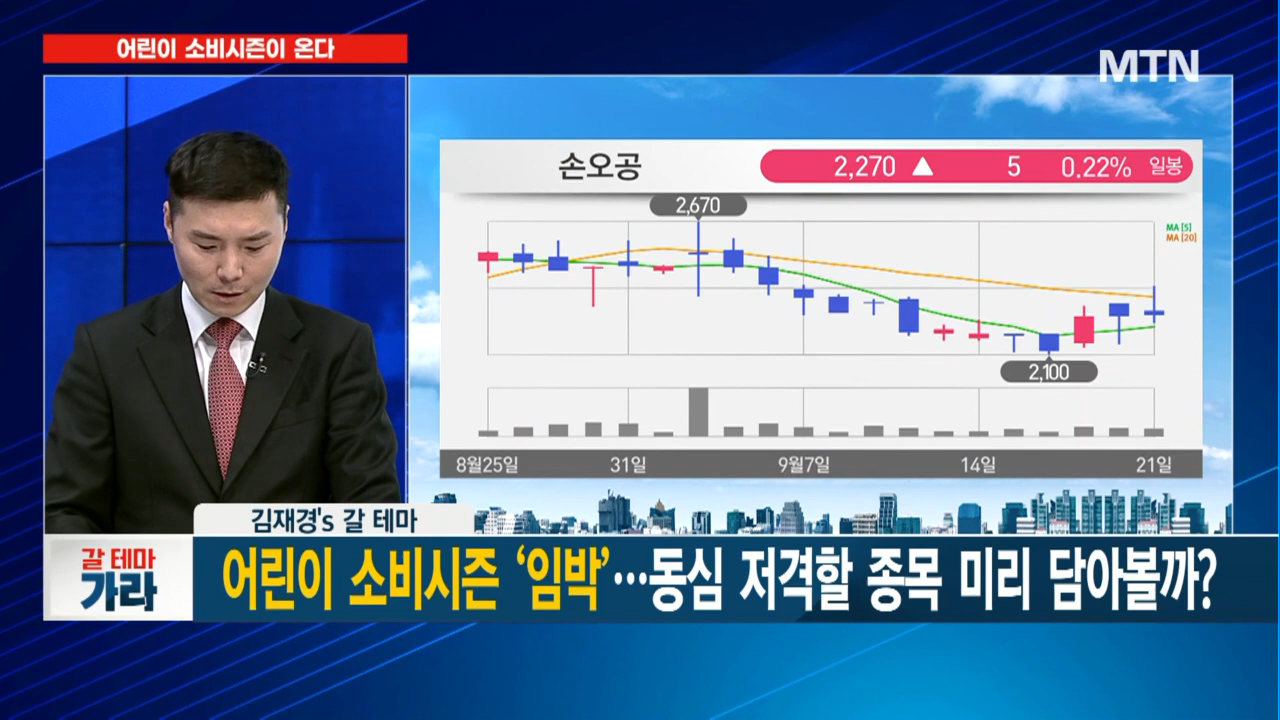 어린이 소비시즌이 온다
MTN
손오공
2,270 ▲ 5 0.22% 일봉
2,670
MA [5]
MA [20]
2,100
8월25일 31일 9월7일 14일 21일
김재경's 갈 테마
갈 테마
가라
어린이 소비시즌 ‘임박’…동심 저격할 종목 미리 담아볼까?